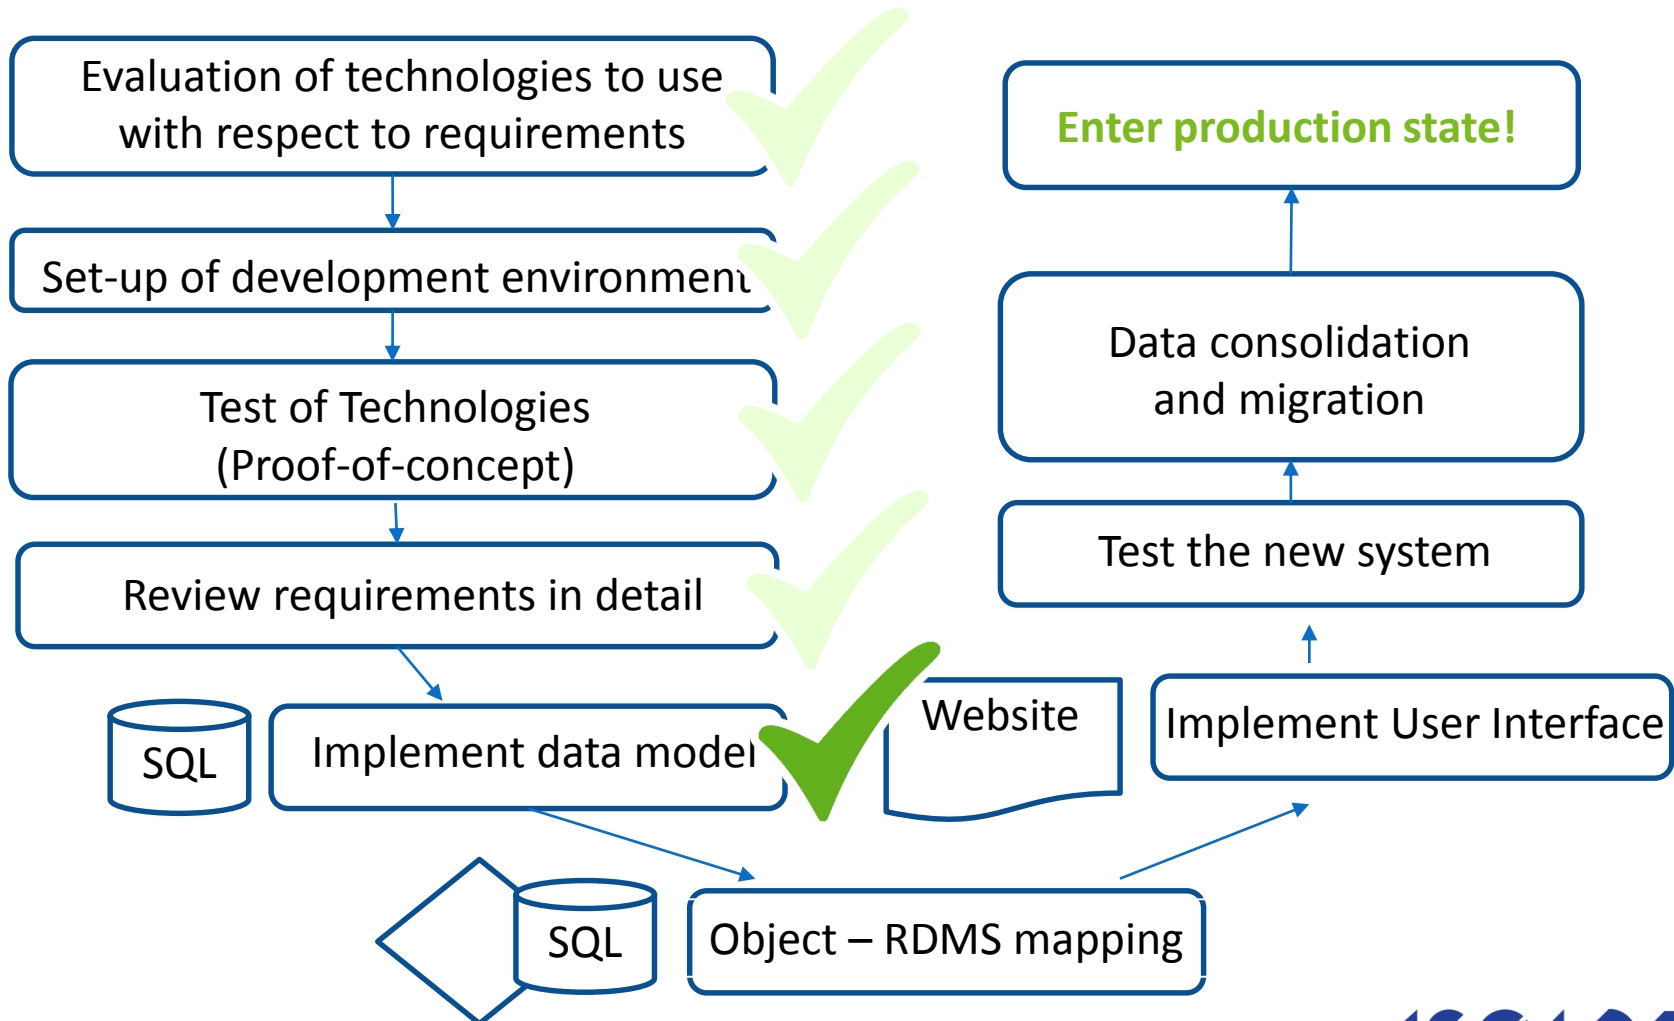 Evaluation of technologies to use
with respect to requirements
Set-up of development environment
Test of Technologies
(Proof-of-concept)
Review requirements in detail
SQL
Implement data model
SQL
Object – RDMS mapping
Website
Implement User Interface
Test the new system
Data consolidation
and migration
Enter production state!